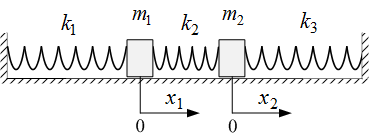 k₁ m₁ k₂ m₂ k₃
x₁ x₂
0 0